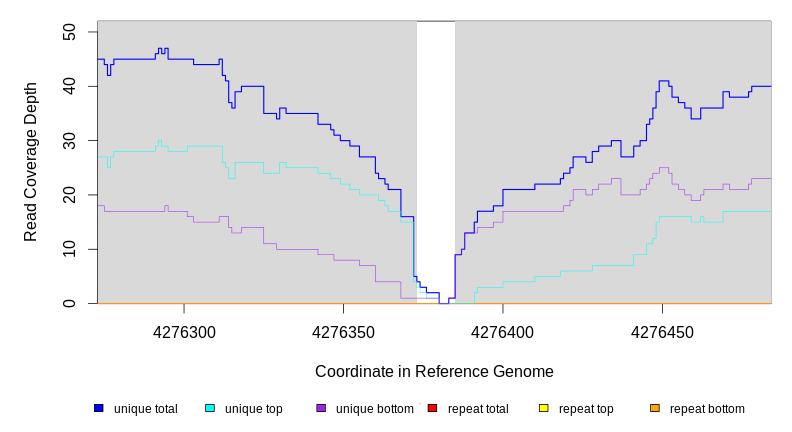 Read Coverage Depth
50
40
30
20
10
0
4276300 4276350 4276400 4276450
Coordinate in Reference Genome
unique total unique top unique bottom repeat total repeat top repeat bottom